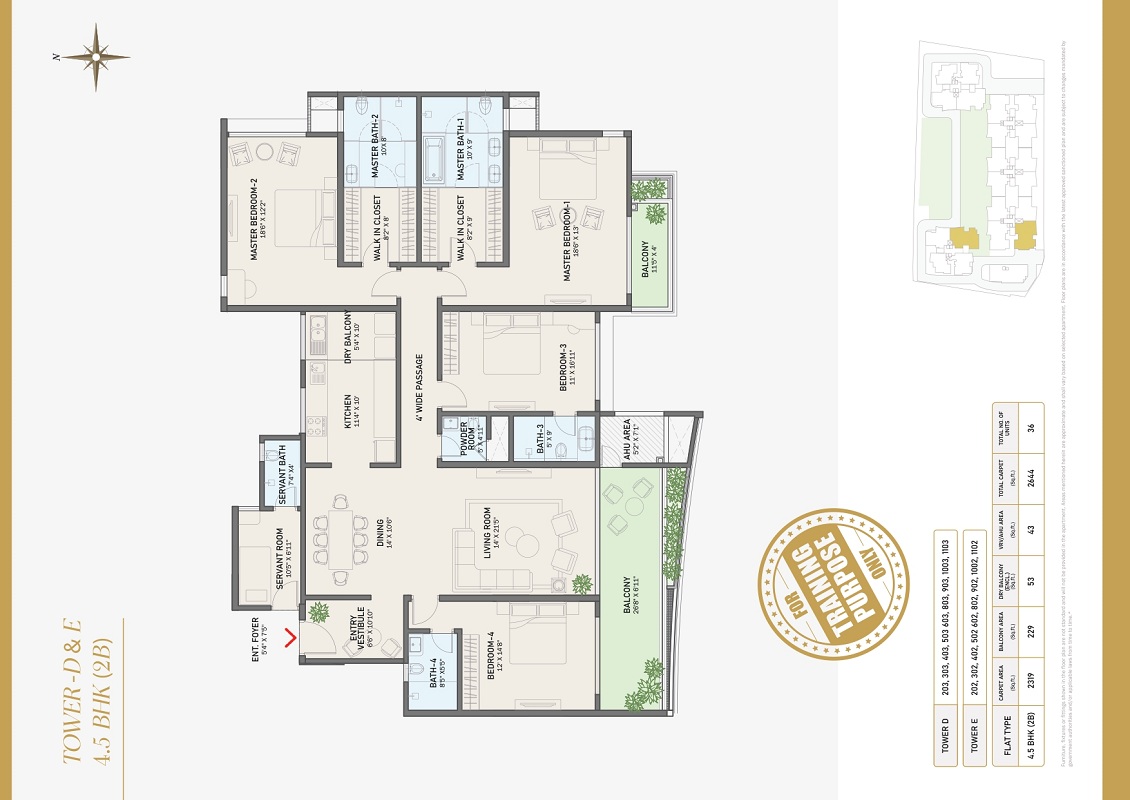 TOWER - D & E
4.5 BHK (2B)
ENT. FOYER
5'4" X 7'5"
SERVANT ROOM
10'5" X 6'11"
SERVANT BATH
7'4" X 4'
ENTRY
VESTIBULE
6'6" X 10'10"
DINING
14' X 10'6"
KITCHEN
11'4" X 10'
DRY BALCONY
5'4" X 10'
MASTER BEDROOM-2
18'6" X 12'2"
BATH-4
8'5" X 5'5"
BEDROOM-4
12' X 14'8"
LIVING ROOM
14' X 21'5"
POWDER
ROOM
5' X 4'11"
4' WIDE PASSAGE
WALK IN CLOSET
8'2" X 8'
MASTER BATH-2
10' X 8'
WALK IN CLOSET
8'2" X 9'
MASTER BATH-1
10' X 9'
BALCONY
26'8" X 6'11"
AHU AREA
5'2" X 7'1"
BATH-3
5' X 9'
BEDROOM-3
11' X 16'11"
MASTER BEDROOM-1
18'6" X 13'
BALCONY
11'5" X 4'
N
FOR
TRAINING
PURPOSE
ONLY
TOWER D 203, 303, 403, 503 603, 803, 903, 1003, 1103
TOWER E 202, 302, 402, 502 602, 802, 902, 1002, 1102
FLAT TYPE CARPET AREA (Sq.ft.) BALCONY AREA (Sq.ft.) DRY BALCONY (ENCL.) (Sq.ft.) VRV/AHU AREA (Sq.ft.) TOTAL CARPET (Sq.ft.) TOTAL NO. OF UNITS
4.5 BHK (2B) 2319 229 53 43 2644 36